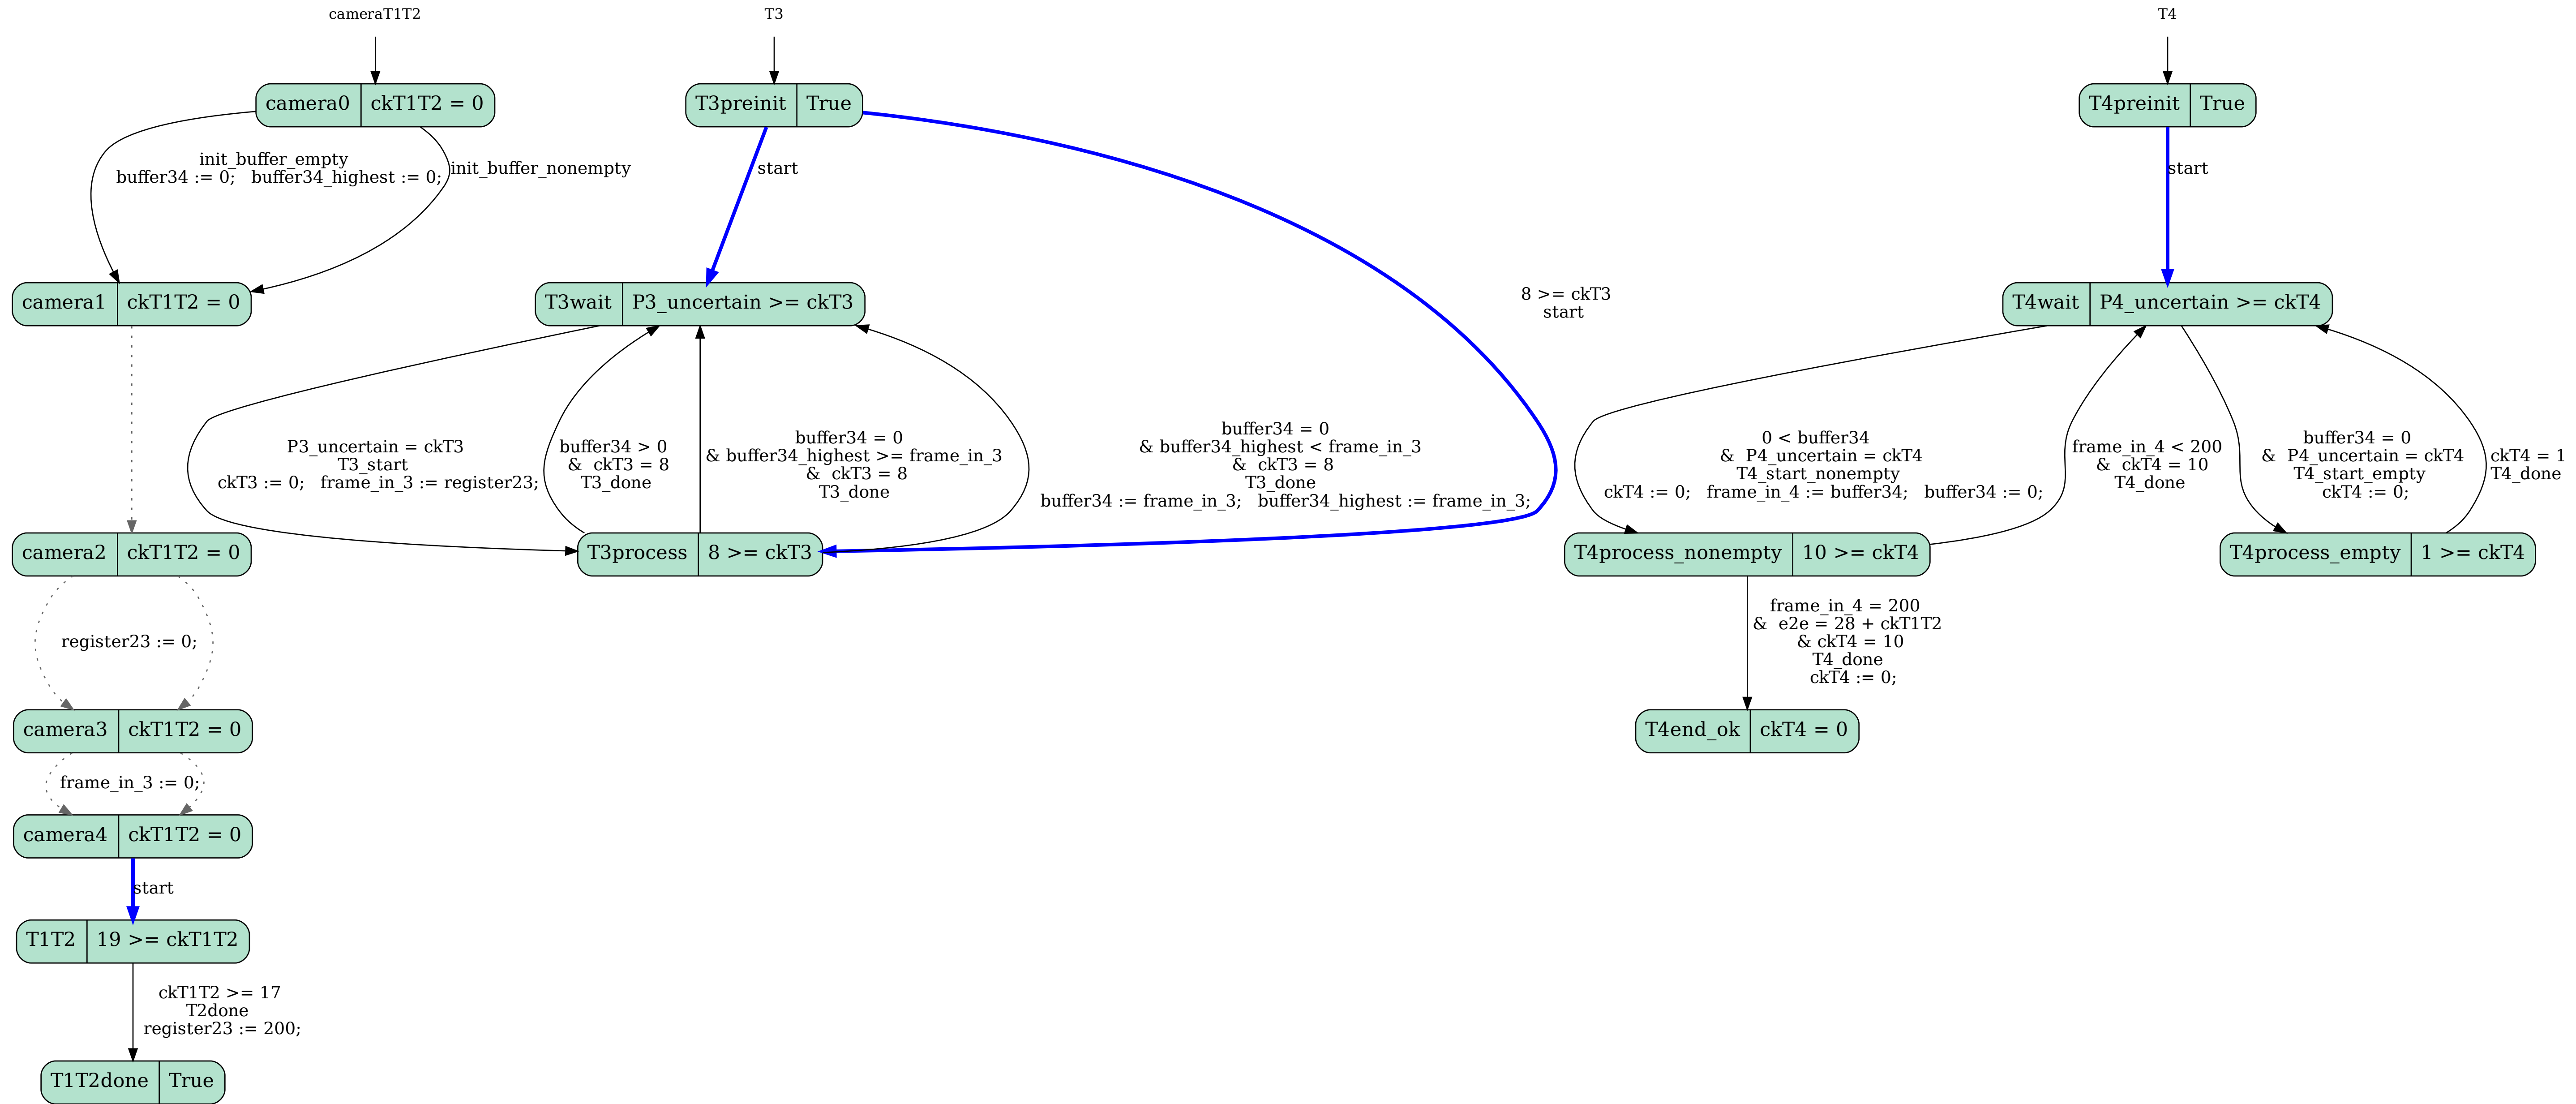 cameraT1T2
T3
T4
camera0 ckT1T2 = 0
T3preinit True
T4preinit True
init_buffer_empty
buffer34 := 0; buffer34_highest := 0;
init_buffer_nonempty
start
start
camera1 ckT1T2 = 0
T3wait P3_uncertain >= ckT3
8 >= ckT3
start
T4wait P4_uncertain >= ckT4
P3_uncertain = ckT3
T3_start
ckT3 := 0; frame_in_3 := register23;
buffer34 > 0
& ckT3 = 8
T3_done
buffer34 = 0
& buffer34_highest >= frame_in_3
& ckT3 = 8
T3_done
buffer34 = 0
& buffer34_highest < frame_in_3
& ckT3 = 8
T3_done
buffer34 := frame_in_3; buffer34_highest := frame_in_3;
0 < buffer34
& P4_uncertain = ckT4
T4_start_nonempty
ckT4 := 0; frame_in_4 := buffer34; buffer34 := 0;
frame_in_4 < 200
& ckT4 = 10
T4_done
buffer34 = 0
& P4_uncertain = ckT4
T4_start_empty
ckT4 := 0;
ckT4 = 1
T4_done
camera2 ckT1T2 = 0
T3process 8 >= ckT3
T4process_nonempty 10 >= ckT4
T4process_empty 1 >= ckT4
register23 := 0;
frame_in_4 = 200
& e2e = 28 + ckT1T2
& ckT4 = 10
T4_done
ckT4 := 0;
camera3 ckT1T2 = 0
T4end_ok ckT4 = 0
frame_in_3 := 0;
camera4 ckT1T2 = 0
start
T1T2 19 >= ckT1T2
ckT1T2 >= 17
T2done
register23 := 200;
T1T2done True